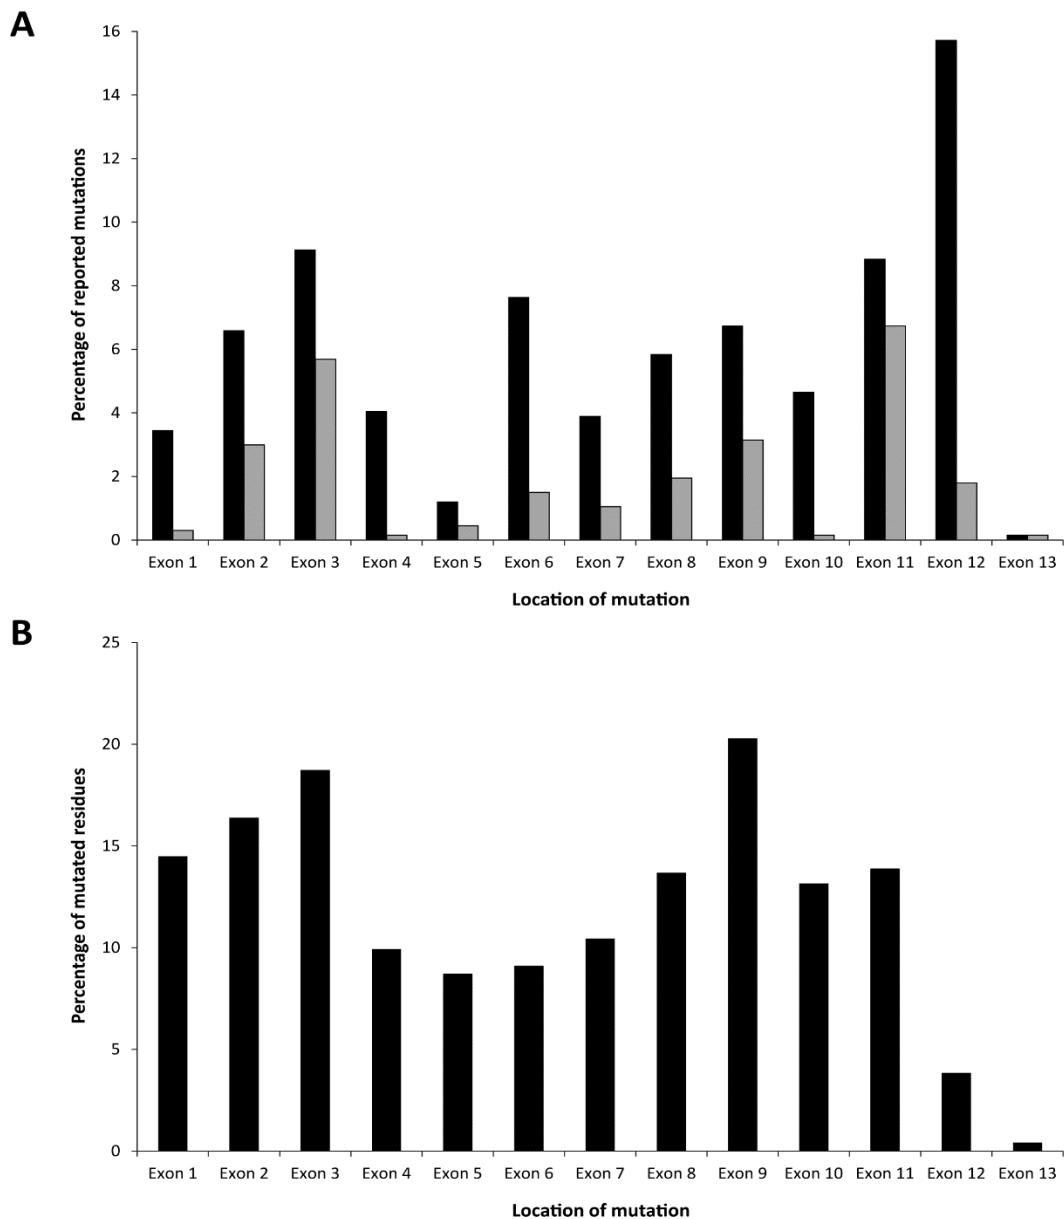 A
Percentage of reported mutations
16
14
12
10
8
6
4
2
0
Exon 1 Exon 2 Exon 3 Exon 4 Exon 5 Exon 6 Exon 7 Exon 8 Exon 9 Exon 10 Exon 11 Exon 12 Exon 13
Location of mutation
B
Percentage of mutated residues
25
20
15
10
5
0
Exon 1 Exon 2 Exon 3 Exon 4 Exon 5 Exon 6 Exon 7 Exon 8 Exon 9 Exon 10 Exon 11 Exon 12 Exon 13
Location of mutation